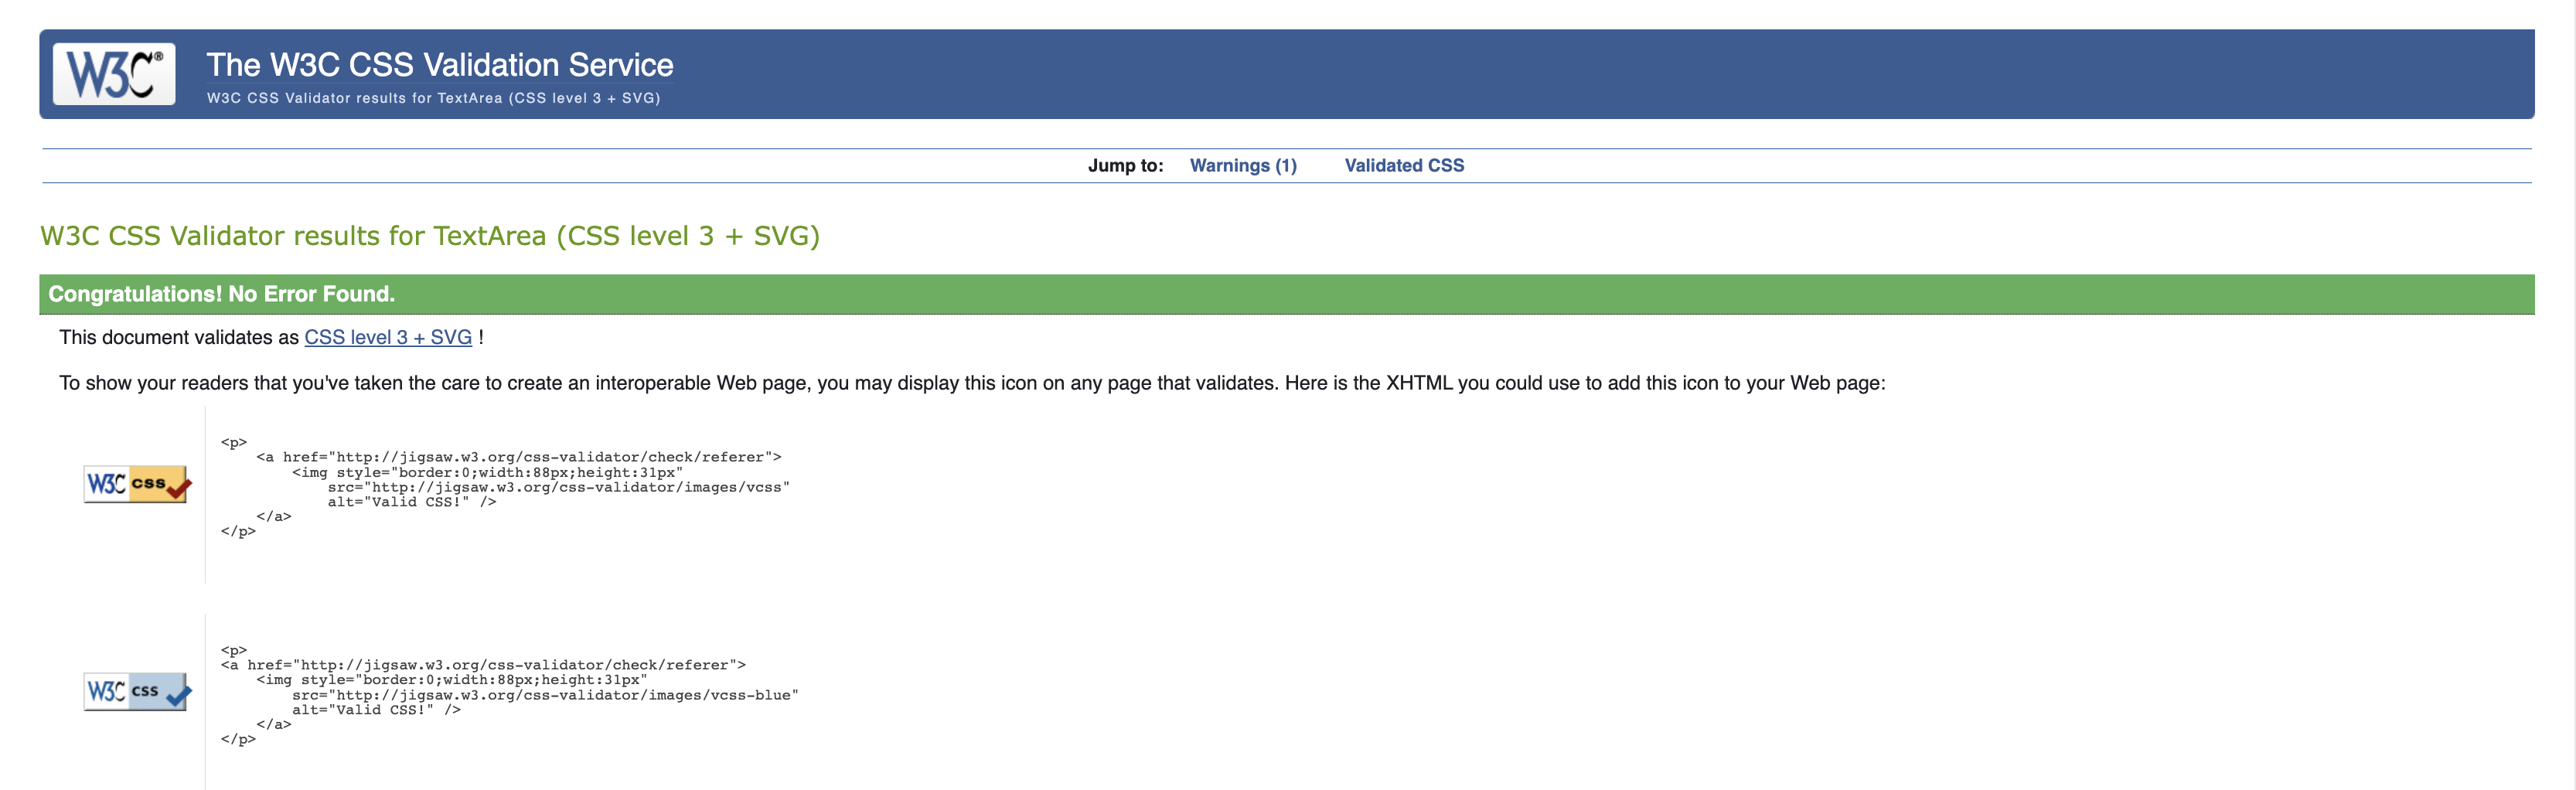 W3C®
The W3C CSS Validation Service
W3C CSS Validator results for TextArea (CSS level 3 + SVG)
Jump to: Warnings (1) Validated CSS
W3C CSS Validator results for TextArea (CSS level 3 + SVG)
Congratulations! No Error Found.
This document validates as CSS level 3 + SVG !
To show your readers that you've taken the care to create an interoperable Web page, you may display this icon on any page that validates. Here is the XHTML you could use to add this icon to your Web page:
W3C css
<p>
    <a href="http://jigsaw.w3.org/css-validator/check/referer">
        <img style="border:0;width:88px;height:31px"
            src="http://jigsaw.w3.org/css-validator/images/vcss"
            alt="Valid CSS!" />
    </a>
</p>
W3C css
<p>
<a href="http://jigsaw.w3.org/css-validator/check/referer">
    <img style="border:0;width:88px;height:31px"
        src="http://jigsaw.w3.org/css-validator/images/vcss-blue"
        alt="Valid CSS!" />
    </a>
</p>